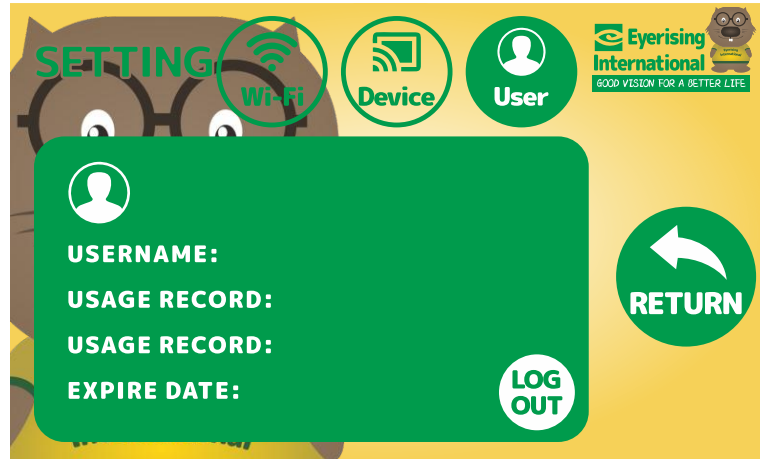 SETTING
Wi-Fi
Device
User
Eyerising
International
GOOD VISION FOR A BETTER LIFE
USERNAME:
USAGE RECORD:
USAGE RECORD:
EXPIRE DATE:
LOG
OUT
RETURN